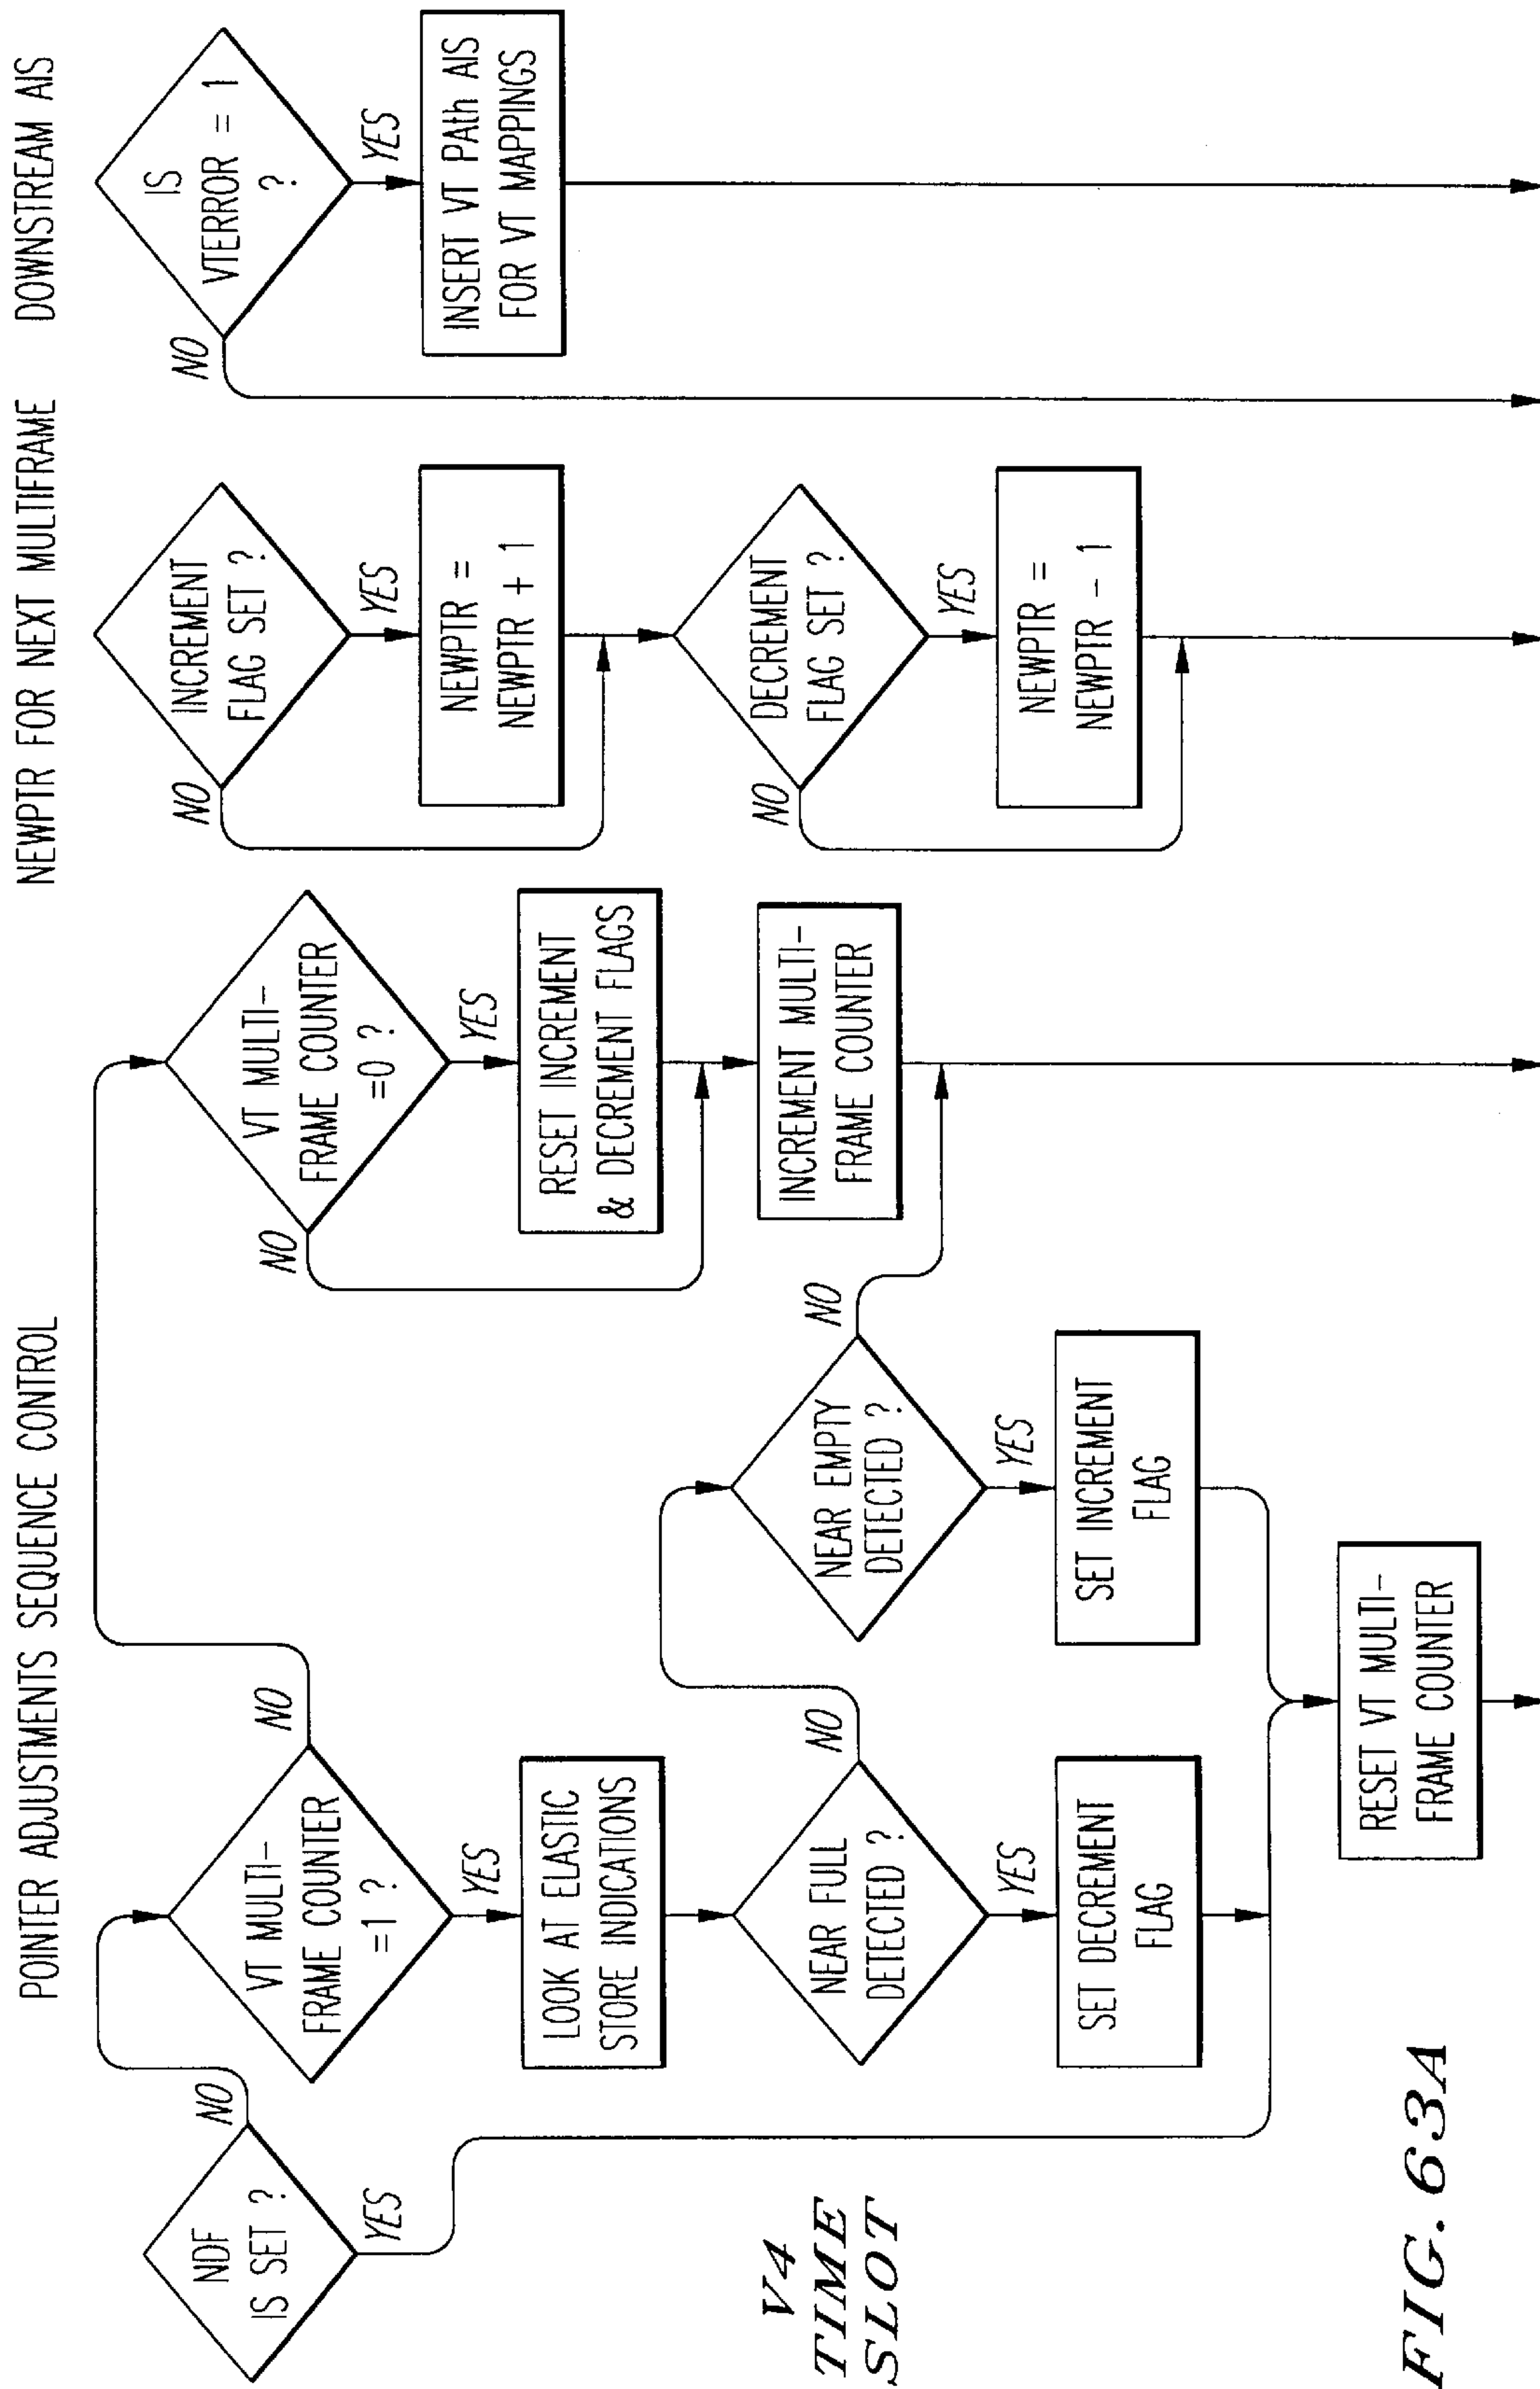 POINTER ADJUSTMENTS SEQUENCE CONTROL
NEWPTR FOR NEXT MULTIFRAME
DOWNSTREAM AIS
NDF
IS SET ?
NO
YES
VT MULTI-
FRAME COUNTER
=1 ?
NO
YES
LOOK AT ELASTIC
STORE INDICATIONS
NEAR FULL
DETECTED ?
NO
YES
SET DECREMENT
FLAG
NEAR EMPTY
DETECTED ?
NO
YES
SET INCREMENT
FLAG
RESET VT MULTI-
FRAME COUNTER
VT MULTI-
FRAME COUNTER
=0 ?
NO
YES
RESET INCREMENT
& DECREMENT FLAGS
INCREMENT MULTI-
FRAME COUNTER
INCREMENT
FLAG SET ?
NO
YES
NEWPTR =
NEWPTR + 1
DECREMENT
FLAG SET ?
NO
YES
NEWPTR =
NEWPTR - 1
IS
VTERROR = 1
?
NO
YES
INSERT VT PAth AIS
FOR VT MAPPINGS
V4
TIME
SLOT
FIG. 63A